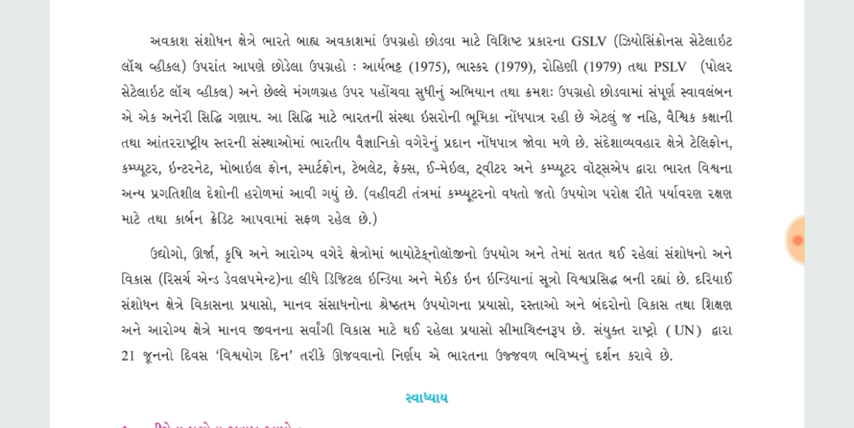 અવકાશ સંશોધન ક્ષેત્રે ભારતે બાહ્ય અવકાશમાં ઉપગ્રહો છોડવા માટે વિશિષ્ટ પ્રકારના GSLV (ઝિયોસિંક્રોનસ સેટેલાઇટ
લૉંચ વ્હીકલ) ઉપરાંત આપણે છોડેલા ઉપગ્રહો : આર્યભટ્ટ (1975), ભાસ્કર (1979), રોહિણી (1979) તથા PSLV (પોલર
સેટેલાઇટ લૉંચ વ્હીકલ) અને છેલ્લે મંગળગ્રહ ઉપર પહોંચવા સુધીનું અભિયાન તથા ક્રમશઃ ઉપગ્રહો છોડવામાં સંપૂર્ણ સ્વાવલંબન
એ એક અનેરી સિદ્ધિ ગણાય. આ સિદ્ધિ માટે ભારતની સંસ્થા ઇસરોની ભૂમિકા નોંધપાત્ર રહી છે એટલું જ નહિ, વૈશ્વિક કક્ષાની
તથા આંતરરાષ્ટ્રીય સ્તરની સંસ્થાઓમાં ભારતીય વૈજ્ઞાનિકો વગેરેનું પ્રદાન નોંધપાત્ર જોવા મળે છે. સંદેશાવ્યવહાર ક્ષેત્રે ટેલિફોન,
કમ્પ્યૂટર, ઇન્ટરનેટ, મોબાઇલ ફોન, સ્માર્ટફોન, ટેબલેટ, ફેક્સ, ઈ-મેઇલ, ટ્વીટર અને કમ્પ્યૂટર વૉટ્સએપ દ્વારા ભારત વિશ્વના
અન્ય પ્રગતિશીલ દેશોની હરોળમાં આવી ગયું છે. (વહીવટી તંત્રમાં કમ્પ્યૂટરનો વધતો જતો ઉપયોગ પરોક્ષ રીતે પર્યાવરણ રક્ષણ
માટે તથા કાર્બન ક્રેડિટ આપવામાં સફળ રહેલ છે.)
ઉદ્યોગો, ઊર્જા, કૃષિ અને આરોગ્ય વગેરે ક્ષેત્રોમાં બાયોટેક્નોલૉજીનો ઉપયોગ અને તેમાં સતત થઈ રહેલાં સંશોધનો અને
વિકાસ (રિસર્ચ એન્ડ ડેવલપમેન્ટ)ના લીધે ડિજિટલ ઇન્ડિયા અને મેઈક ઇન ઇન્ડિયાનાં સૂત્રો વિશ્વપ્રસિદ્ધ બની રહ્યાં છે. દરિયાઈ
સંશોધન ક્ષેત્રે વિકાસના પ્રયાસો, માનવ સંસાધનોના શ્રેષ્ઠતમ ઉપયોગના પ્રયાસો, રસ્તાઓ અને બંદરોનો વિકાસ તથા શિક્ષણ
અને આરોગ્ય ક્ષેત્રે માનવ જીવનના સર્વાંગી વિકાસ માટે થઈ રહેલા પ્રયાસો સીમાચિહ્નરૂપ છે. સંયુક્ત રાષ્ટ્રો (UN) દ્વારા
21 જૂનનો દિવસ ‘વિશ્વયોગ દિન’ તરીકે ઊજવવાનો નિર્ણય એ ભારતના ઉજ્જવળ ભવિષ્યનું દર્શન કરાવે છે.
સ્વાધ્યાય